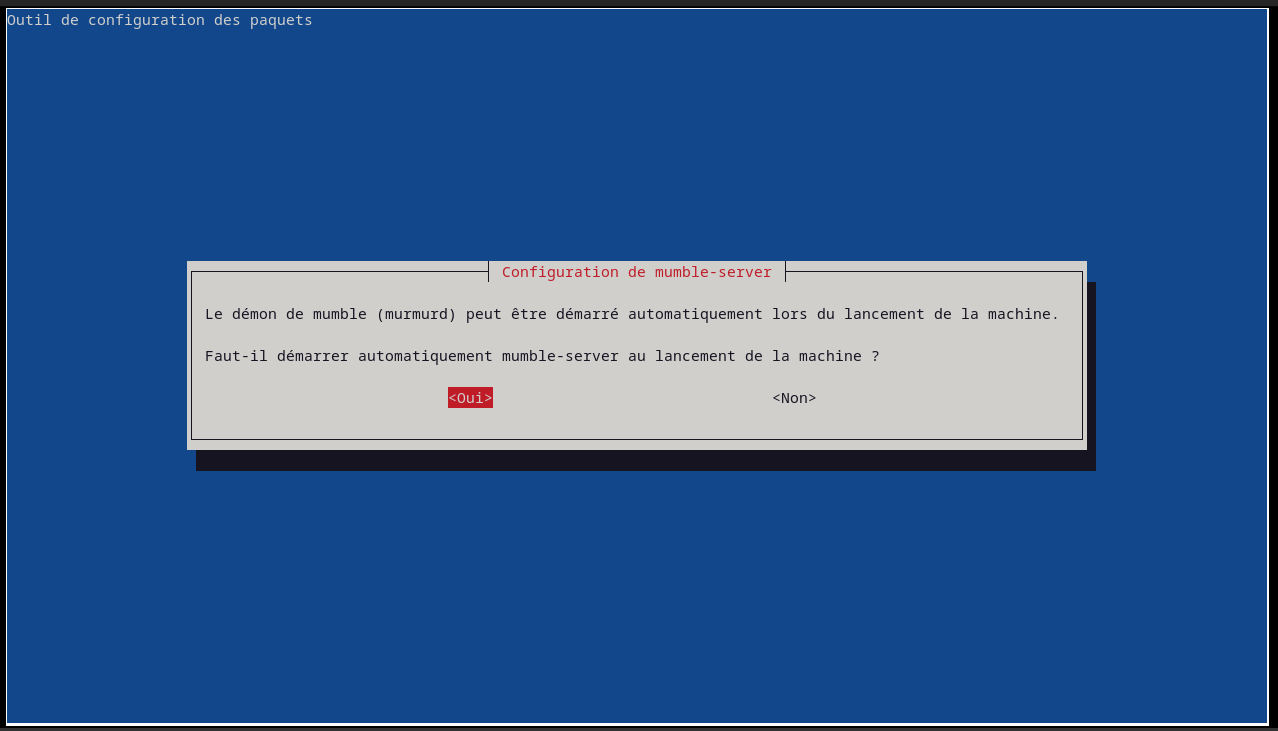 Outil de configuration des paquets
Configuration de mumble-server
Le démon de mumble (murmurd) peut être démarré automatiquement lors du lancement de la machine.
Faut-il démarrer automatiquement mumble-server au lancement de la machine ?
<Oui> <Non>